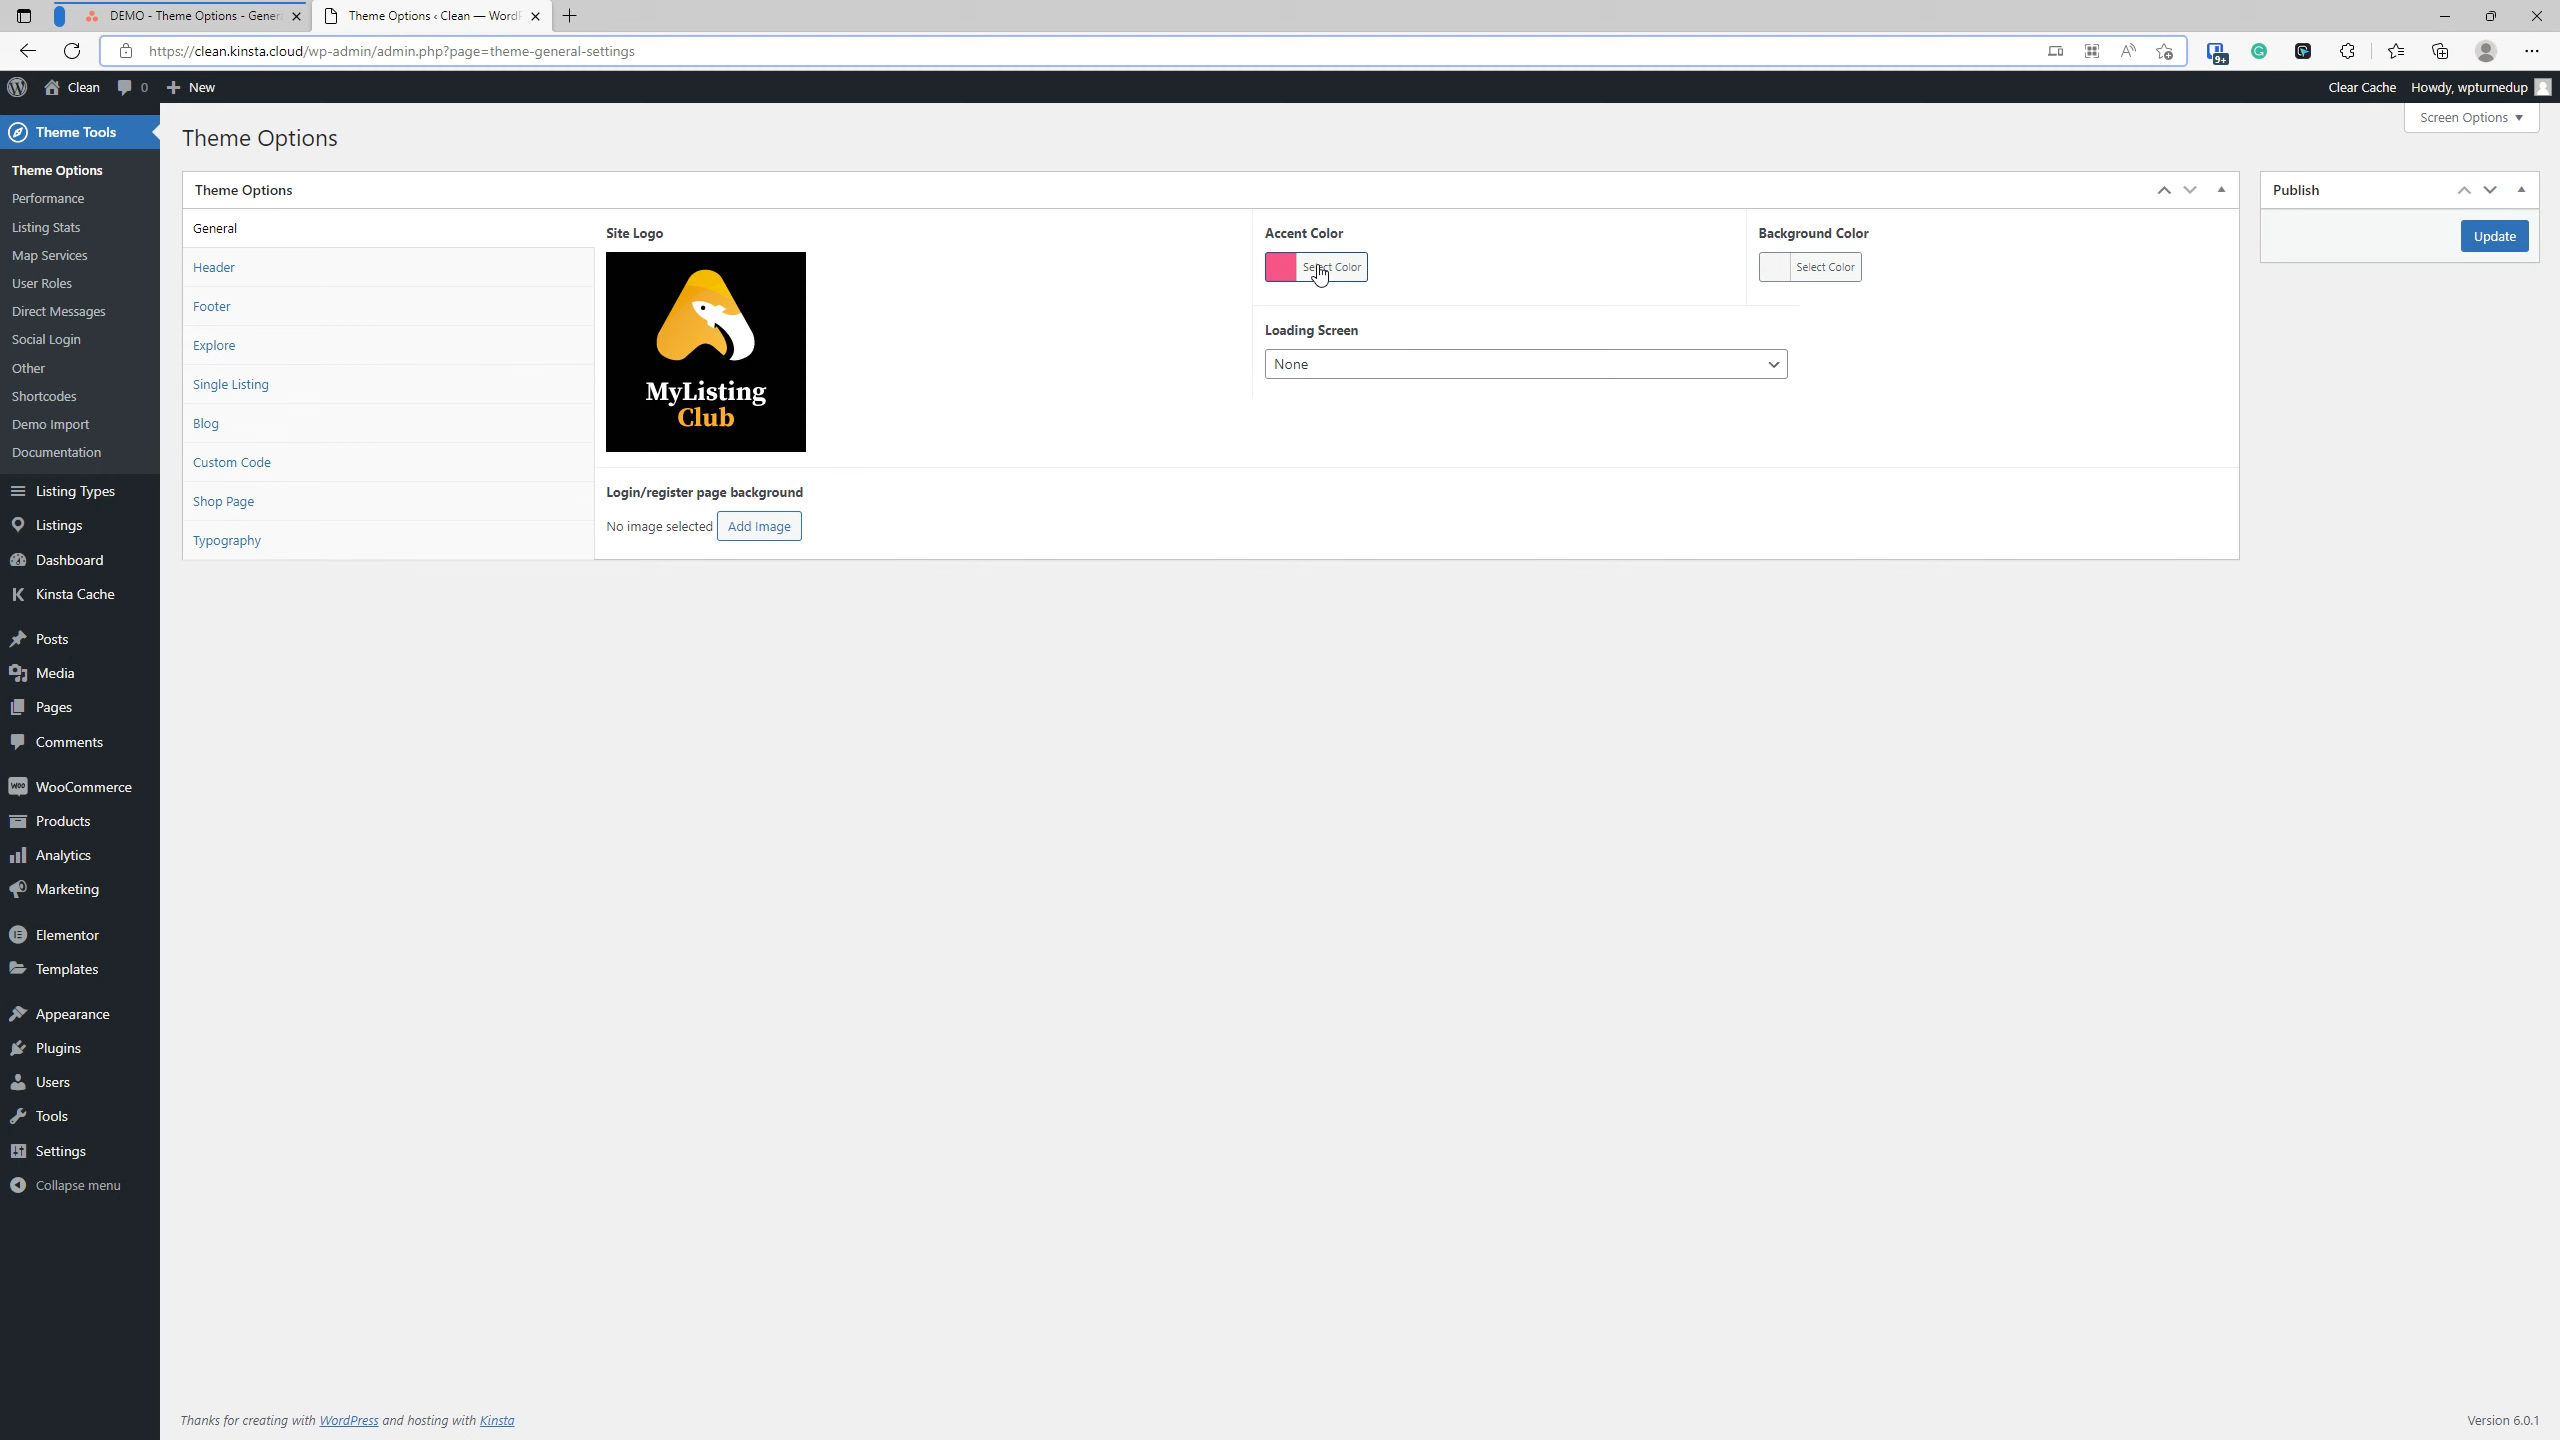 DEMO - Theme Options - Gener
Theme Options ‹ Clean — WordP
https://clean.kinsta.cloud/wp-admin/admin.php?page=theme-general-settings
9+
Clean
0
New
Clear Cache
Howdy, wpturnedup
Theme Tools
Theme Options
Performance
Listing Stats
Map Services
User Roles
Direct Messages
Social Login
Other
Shortcodes
Demo Import
Documentation
Listing Types
Listings
Dashboard
Kinsta Cache
Posts
Media
Pages
Comments
WooCommerce
Products
Analytics
Marketing
Elementor
Templates
Appearance
Plugins
Users
Tools
Settings
Collapse menu
Theme Options
Screen Options
Theme Options
General
Header
Footer
Explore
Single Listing
Blog
Custom Code
Shop Page
Typography
Site Logo
MyListing
Club
Accent Color
Select Color
Background Color
Select Color
Loading Screen
None
Login/register page background
No image selected
Add Image
Publish
Update
Thanks for creating with WordPress and hosting with Kinsta
Version 6.0.1